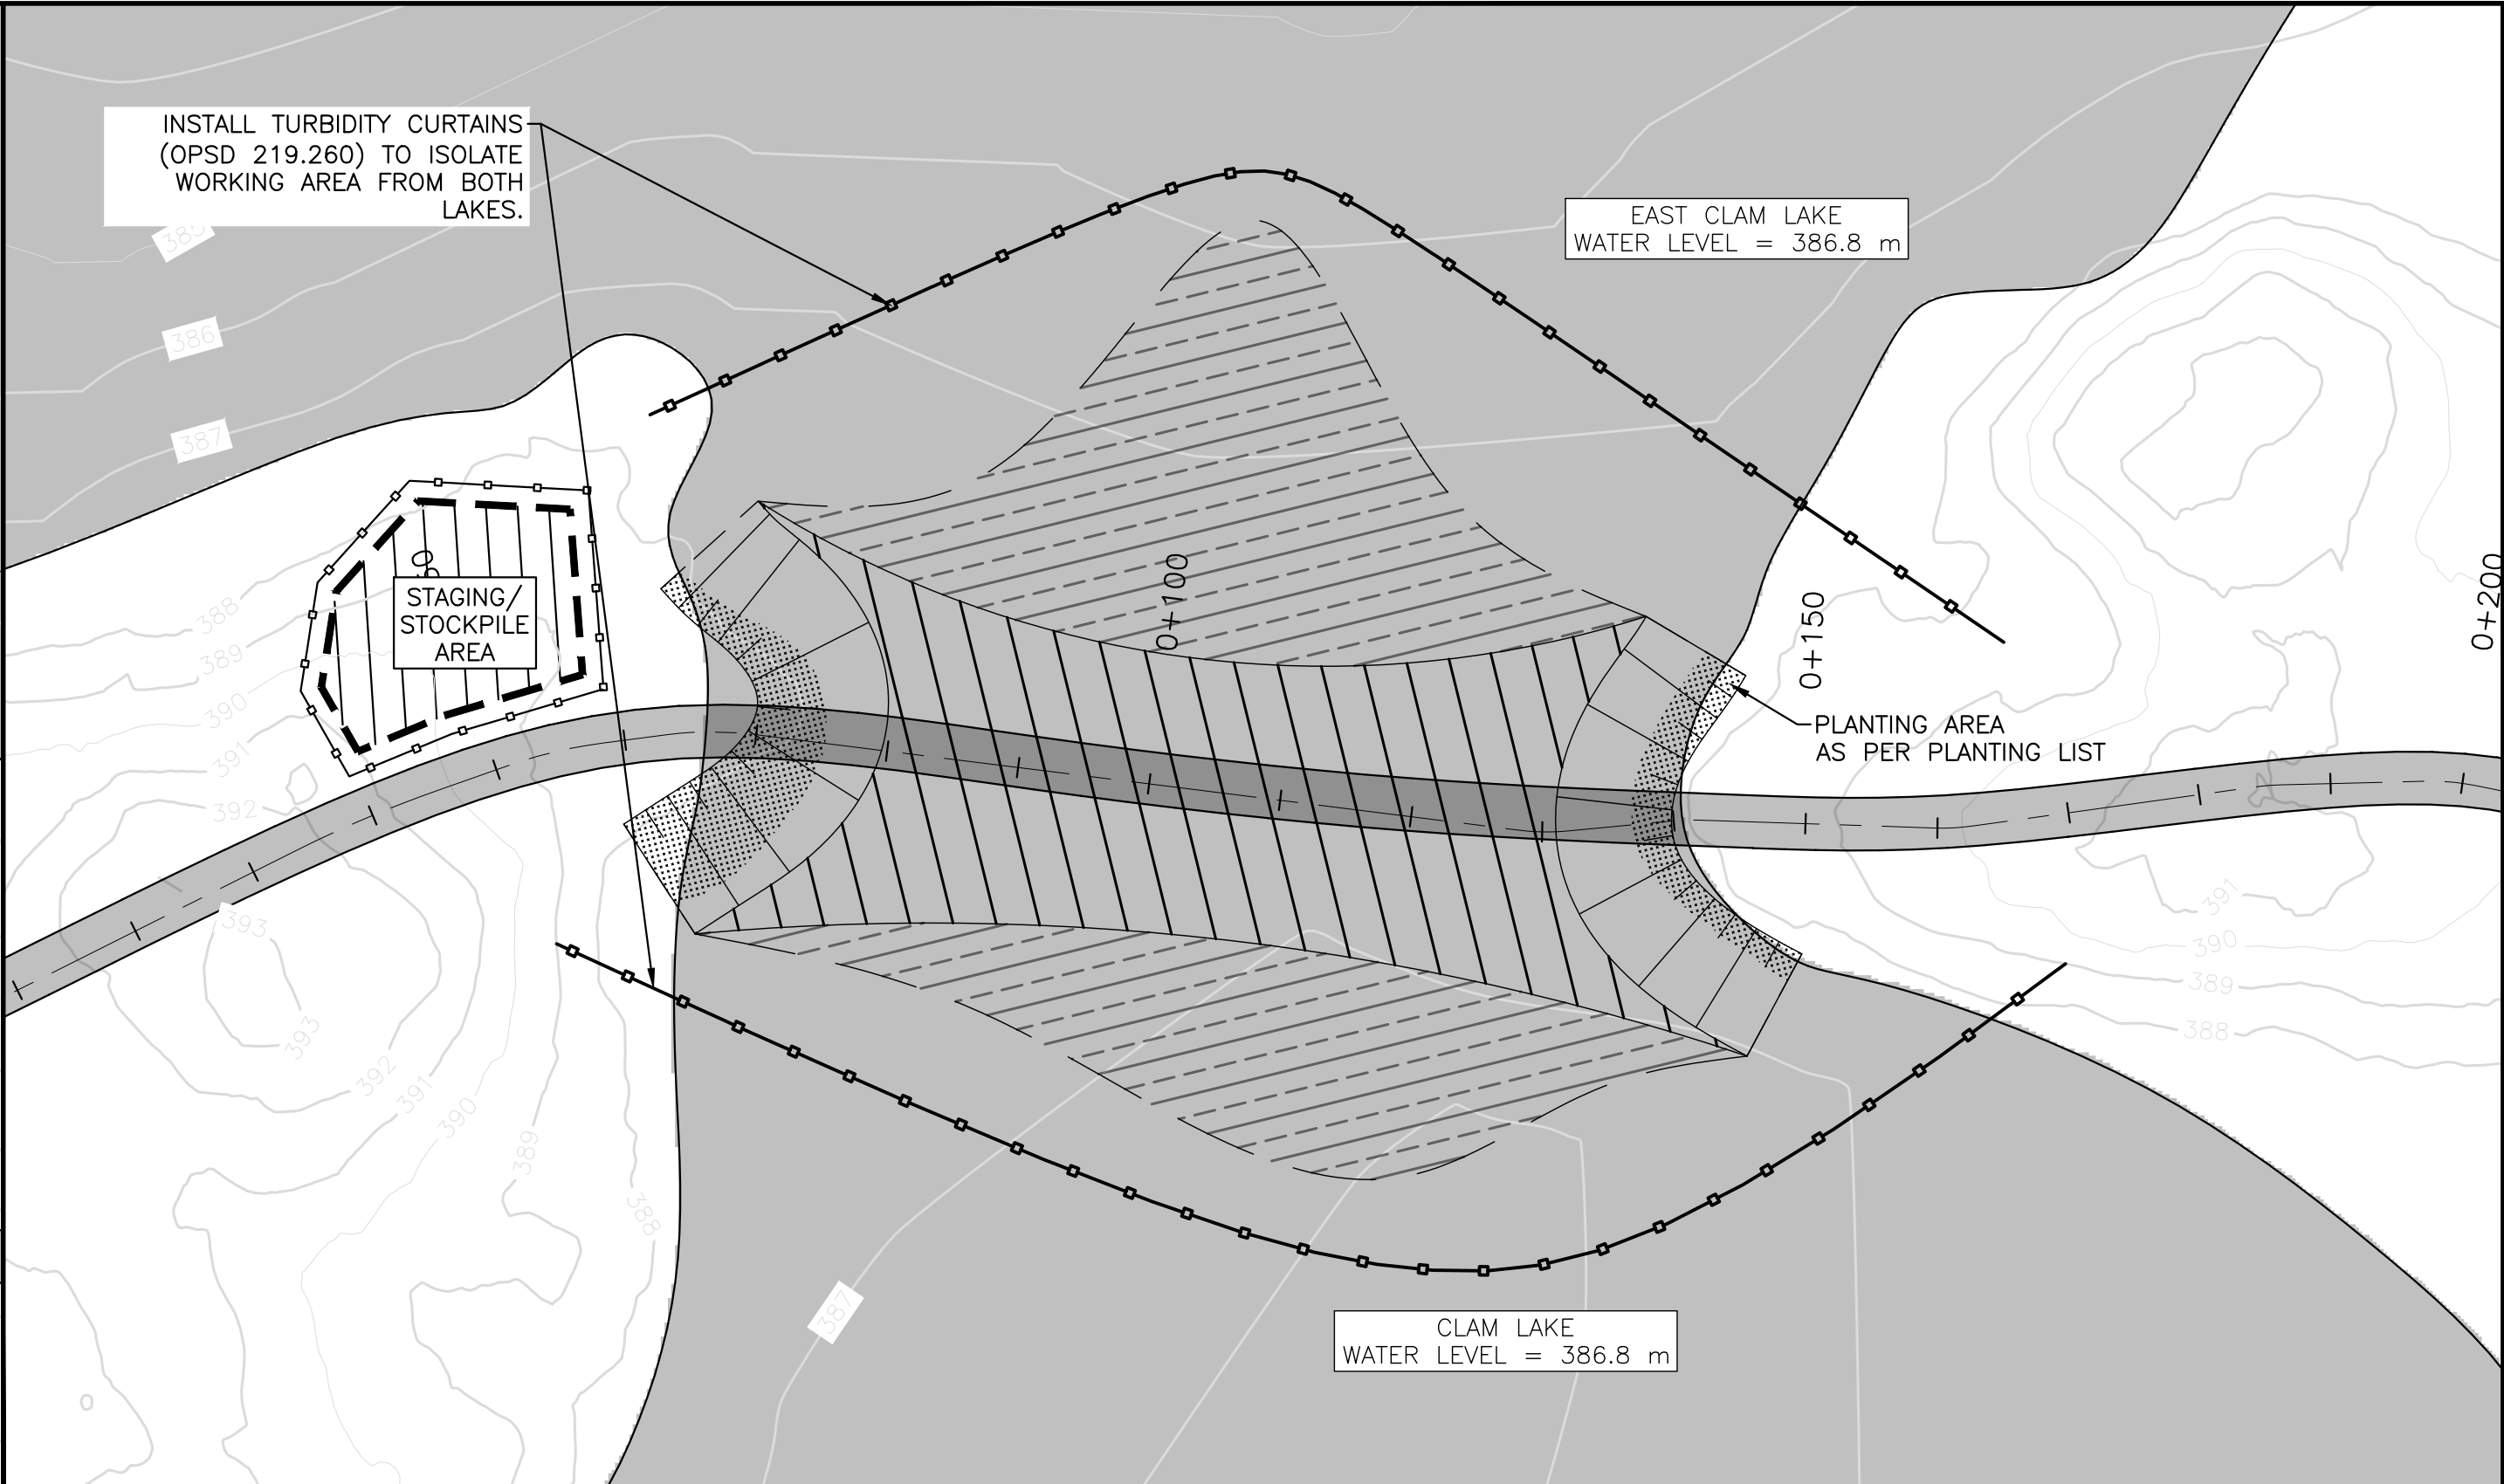 INSTALL TURBIDITY CURTAINS
(OPSD 219.260) TO ISOLATE
WORKING AREA FROM BOTH
LAKES.
EAST CLAM LAKE
WATER LEVEL = 386.8 m
386
387
STAGING/
STOCKPILE
AREA
0+100
0+150
0+200
PLANTING AREA
AS PER PLANTING LIST
388
389
390
391
392
393
393
392
391
390
389
388
391
390
389
388
387
CLAM LAKE
WATER LEVEL = 386.8 m